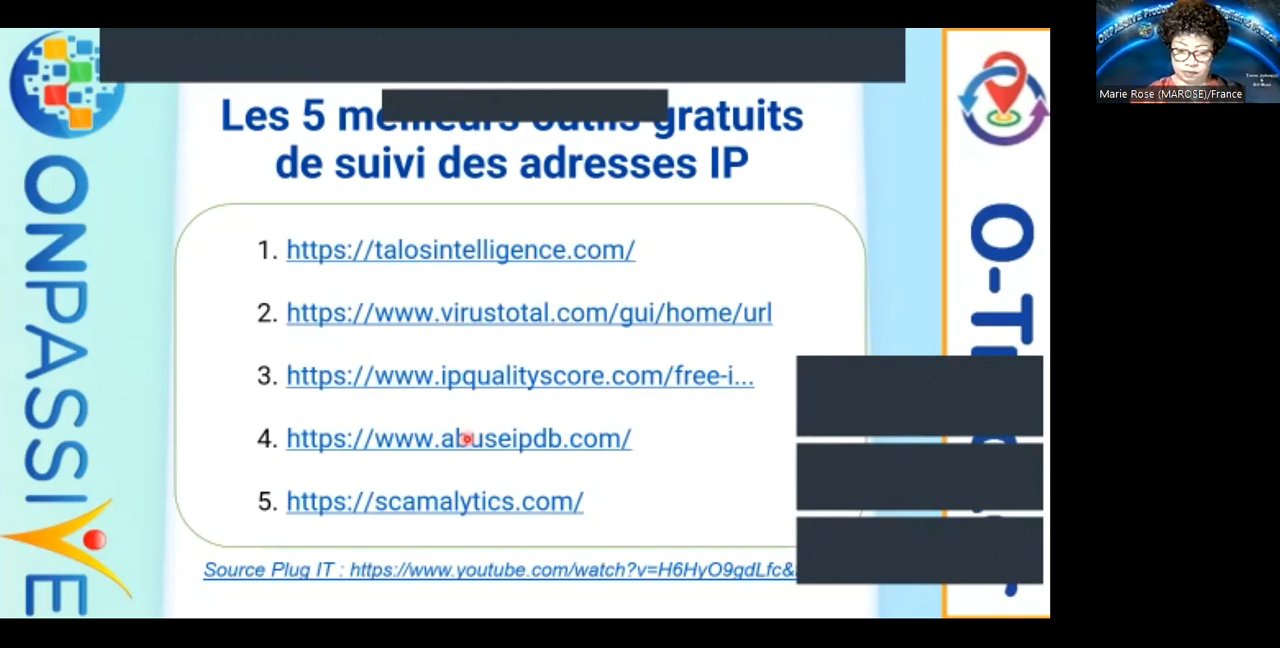 Les 5 meilleurs outils gratuits
de suivi des adresses IP
1. https://talosintelligence.com/
2. https://www.virustotal.com/gui/home/url
3. https://www.ipqualityscore.com/free-i...
4. https://www.abuseipdb.com/
5. https://scamalytics.com/
Source Plug IT : https://www.youtube.com/watch?v=H6HyO9gdLfc&
ONPASSIVE
Marie Rose (MAROSE)/France